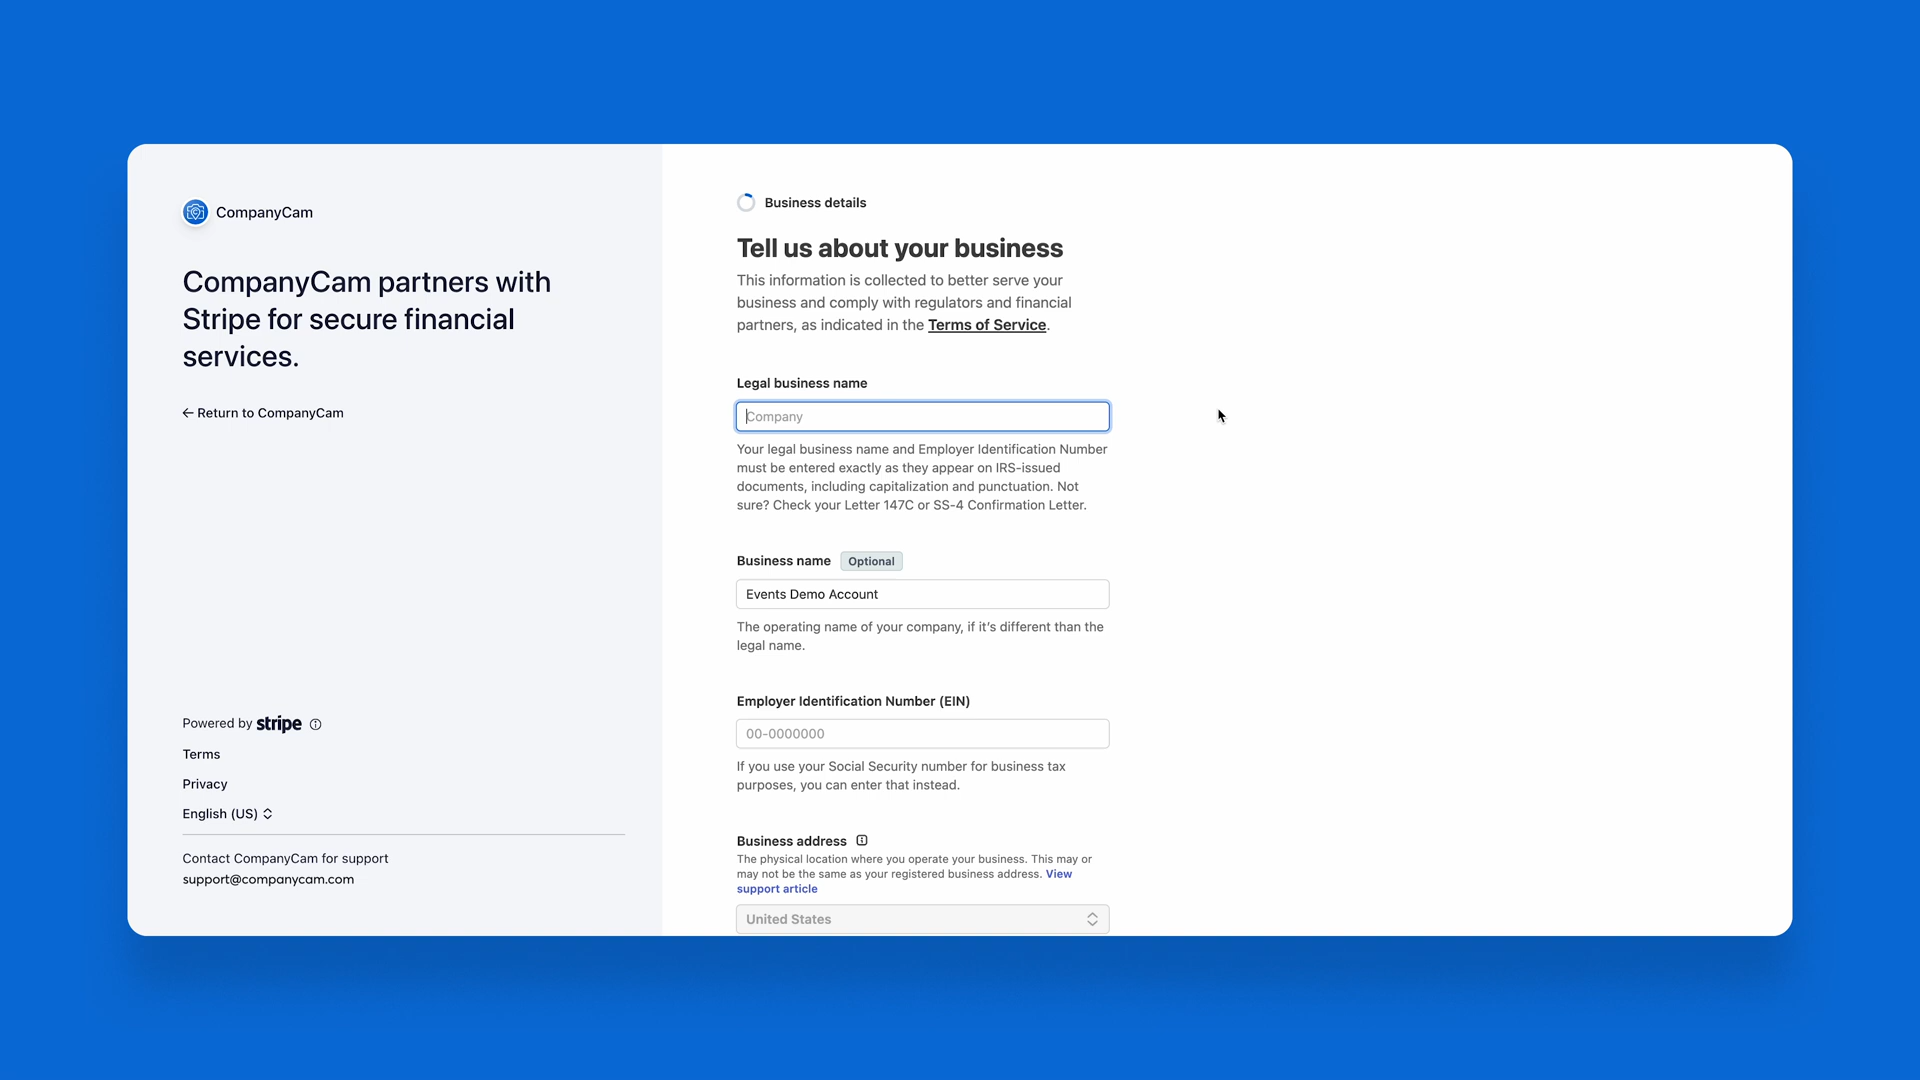 CompanyCam
CompanyCam partners with
Stripe for secure financial
services.
← Return to CompanyCam
Powered by stripe
Terms
Privacy
English (US)
Contact CompanyCam for support
support@companycam.com
Business details
Tell us about your business
This information is collected to better serve your
business and comply with regulators and financial
partners, as indicated in the Terms of Service.
Legal business name
Company
Your legal business name and Employer Identification Number
must be entered exactly as they appear on IRS-issued
documents, including capitalization and punctuation. Not
sure? Check your Letter 147C or SS-4 Confirmation Letter.
Business name Optional
Events Demo Account
The operating name of your company, if it's different than the
legal name.
Employer Identification Number (EIN)
00-0000000
If you use your Social Security number for business tax
purposes, you can enter that instead.
Business address
The physical location where you operate your business. This may or
may not be the same as your registered business address. View
support article
United States